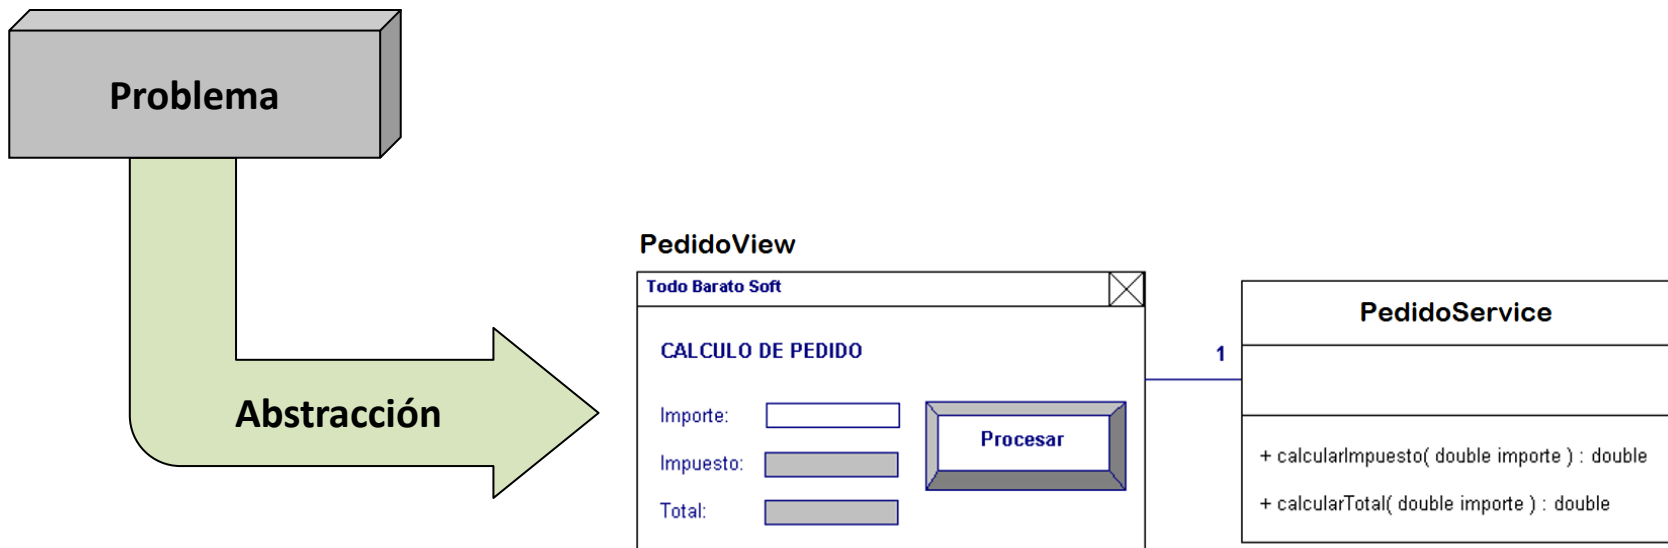 Problema
Abstracción
PedidoView
Todo Barato Soft
CALCULO DE PEDIDO
Importe:
Impuesto:
Total:
Procesar
1
PedidoService
+ calcularImpuesto( double importe ) : double
+ calcularTotal( double importe ) : double